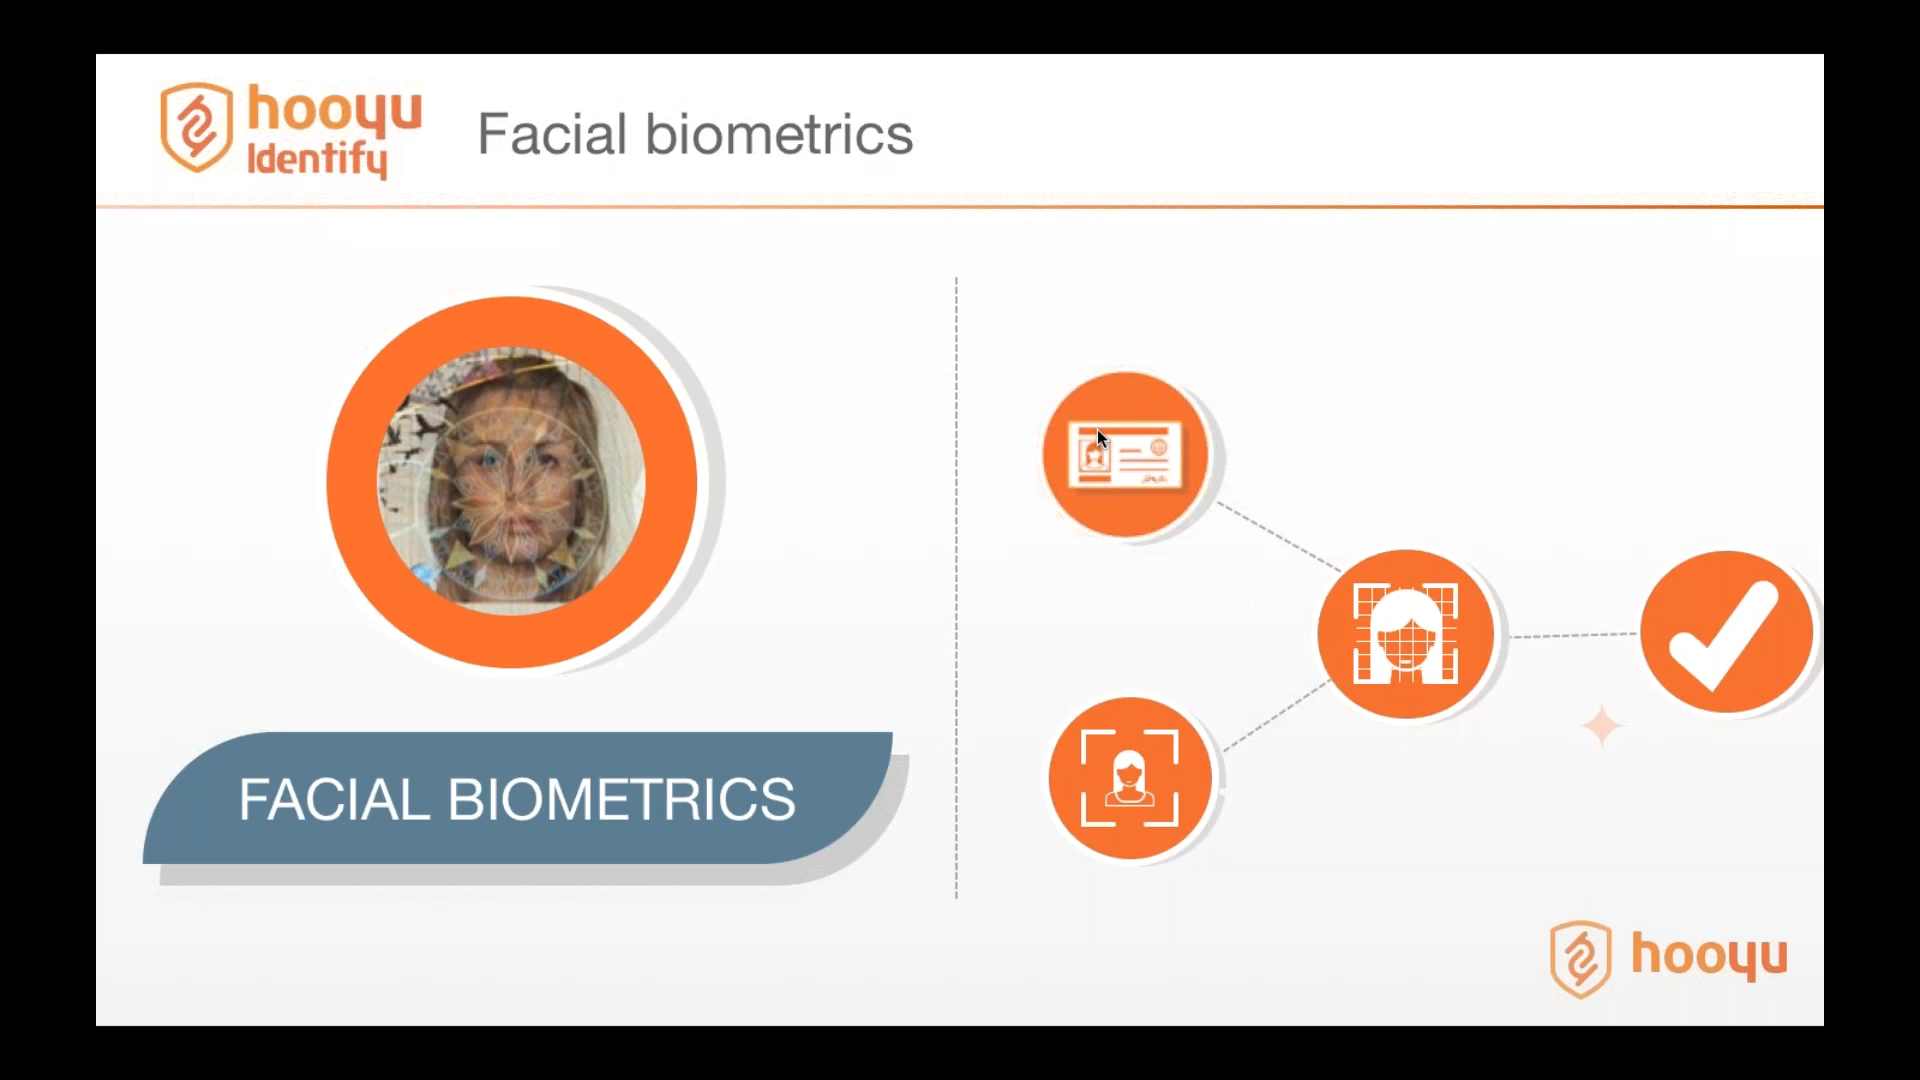 hooyu
Identify
Facial biometrics
FACIAL BIOMETRICS
hooyu